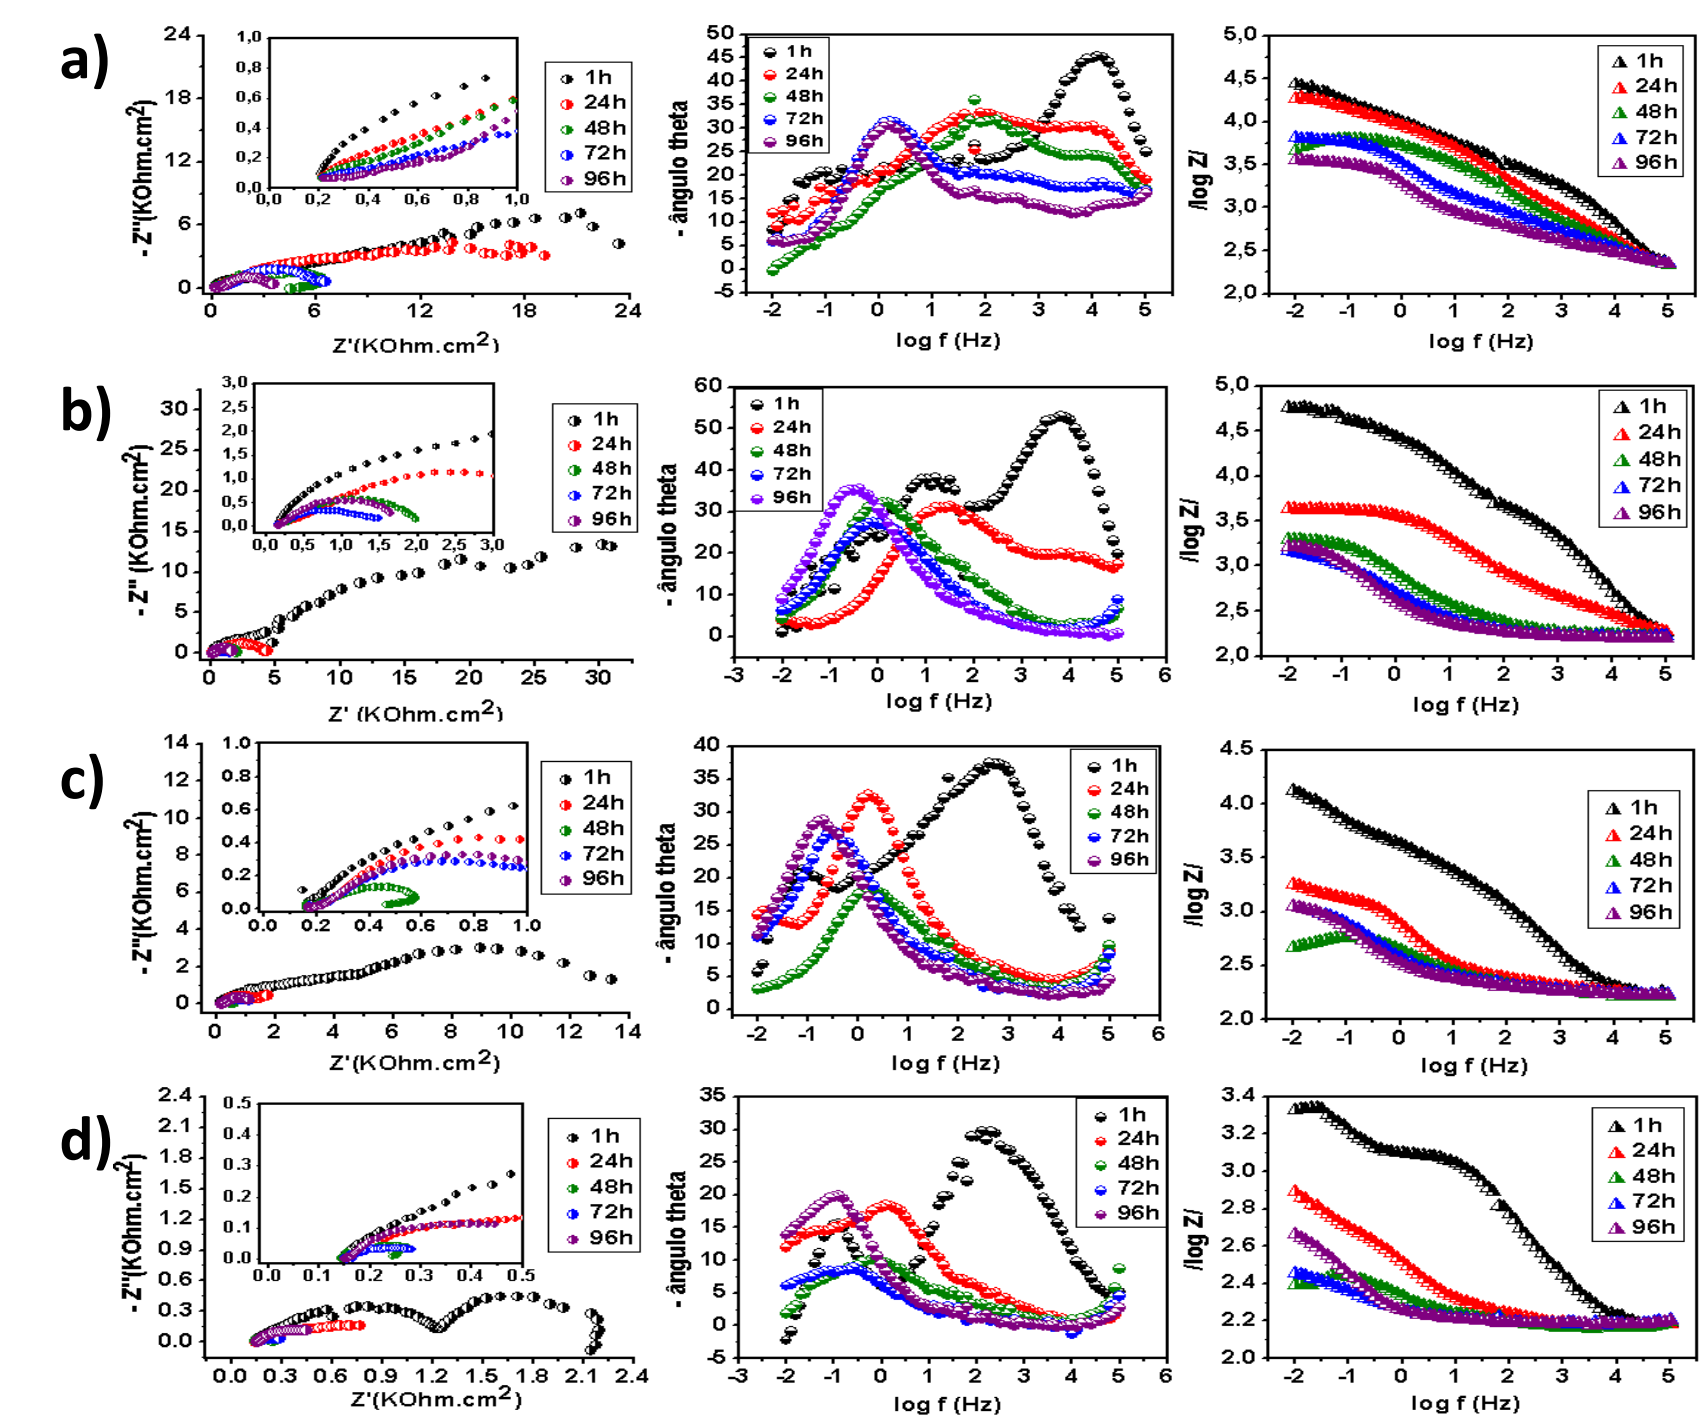 a)
24
18
12
6
0
0 6 12 18 24
- Z"(KOhm.cm2)
Z'(KOhm.cm2)
1,0
0,8
0,6
0,4
0,2
0,0
0,0 0,2 0,4 0,6 0,8 1,0
1h
24h
48h
72h
96h
50
45
40
35
30
25
20
15
10
5
0
-5
-2 -1 0 1 2 3 4 5
- ângulo theta
log f (Hz)
1h
24h
48h
72h
96h
5,0
4,5
4,0
3,5
3,0
2,5
2,0
-2 -1 0 1 2 3 4 5
/log Z/
log f (Hz)
1h
24h
48h
72h
96h
b)
30
25
20
15
10
5
0
0 5 10 15 20 25 30
- Z" (KOhm.cm2)
Z' (KOhm.cm2)
3,0
2,5
2,0
1,5
1,0
0,5
0,0
0,0 0,5 1,0 1,5 2,0 2,5 3,0
1h
24h
48h
72h
96h
60
50
40
30
20
10
0
-3 -2 -1 0 1 2 3 4 5 6
- ângulo theta
log f (Hz)
1h
24h
48h
72h
96h
5,0
4,5
4,0
3,5
3,0
2,5
2,0
-2 -1 0 1 2 3 4 5
/log Z/
log f (Hz)
1h
24h
48h
72h
96h
c)
14
12
10
8
6
4
2
0
0 2 4 6 8 10 12 14
- Z"(KOhm.cm2)
Z'(KOhm.cm2)
1.0
0.8
0.6
0.4
0.2
0.0
0.0 0.2 0.4 0.6 0.8 1.0
1h
24h
48h
72h
96h
40
35
30
25
20
15
10
5
0
-2 -1 0 1 2 3 4 5 6
- ângulo theta
log f (Hz)
1h
24h
48h
72h
96h
4.5
4.0
3.5
3.0
2.5
2.0
-2 -1 0 1 2 3 4 5
/log Z/
log f (Hz)
1h
24h
48h
72h
96h
d)
2.4
2.1
1.8
1.5
1.2
0.9
0.6
0.3
0.0
0.0 0.3 0.6 0.9 1.2 1.5 1.8 2.1 2.4
- Z"(KOhm.cm2)
Z'(KOhm.cm2)
0.5
0.4
0.3
0.2
0.1
0.0
0.0 0.1 0.2 0.3 0.4 0.5
1h
24h
48h
72h
96h
35
30
25
20
15
10
5
0
-5
-3 -2 -1 0 1 2 3 4 5 6
- ângulo theta
log f (Hz)
1h
24h
48h
72h
96h
3.4
3.2
3.0
2.8
2.6
2.4
2.2
2.0
-2 -1 0 1 2 3 4 5
/log Z/
log f (Hz)
1h
24h
48h
72h
96h